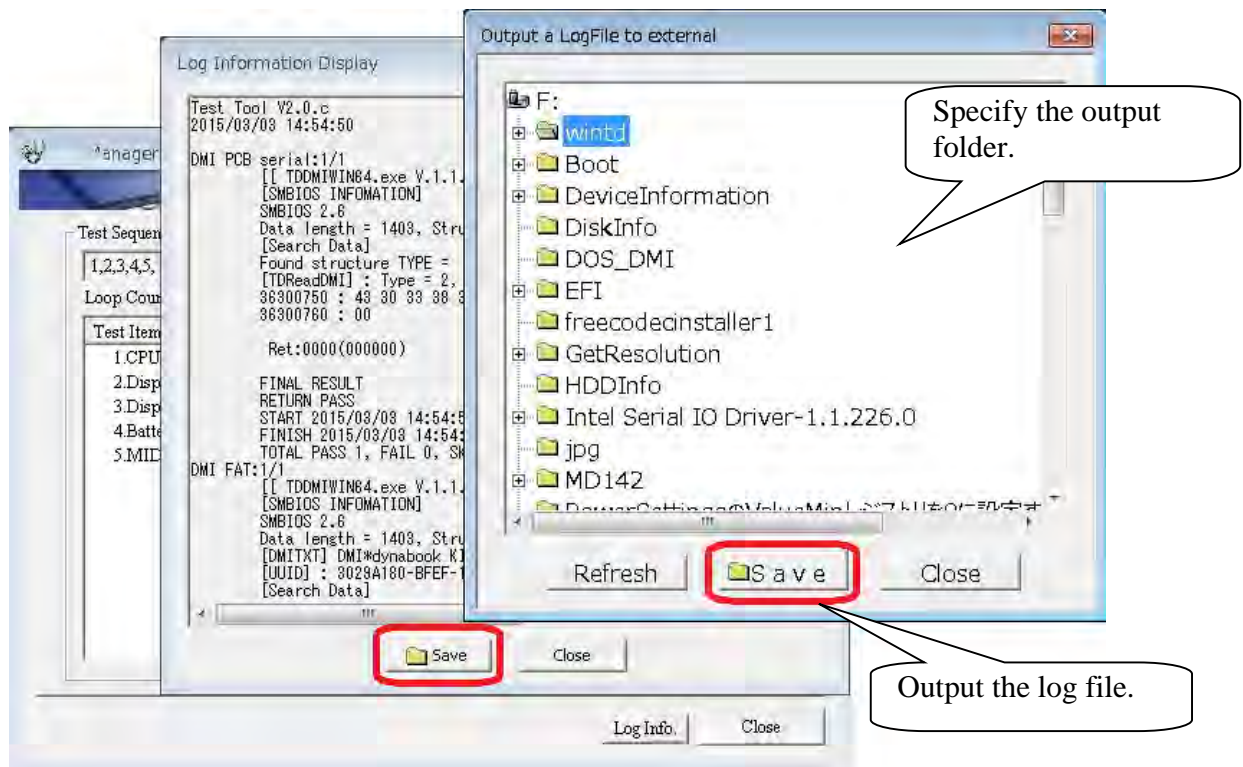 Output a LogFile to external
Log Information Display
Test Tool V2.0.c
2015/03/03 14:54:50
DMI PCB serial:1/1
[[ TDDMIWIN64.exe V.1.1.
[SMBIOS INFOMATION]
SMBIOS 2.6
Data length = 1403, Stru
[Search Data]
Found structure TYPE =
[TDReadDMI] : Type = 2,
36300750 : 43 30 33 38 3
36300760 : 00
Ret:0000(000000)
FINAL RESULT
RETURN PASS
START 2015/03/03 14:54:5
FINISH 2015/03/03 14:54:
TOTAL PASS 1, FAIL 0, SK
DMI FAT:1/1
[[ TDDMIWIN64.exe V.1.1.
[SMBIOS INFOMATION]
SMBIOS 2.6
Data length = 1403, Stru
[DMITXT] DMI*dynabook K
[UUID] : 3029A180-BFEF-1
[Search Data]
Save
Close
F:
wintd
Boot
DeviceInformation
DiskInfo
DOS_DMI
EFI
freecodecinstaller1
GetResolution
HDDInfo
Intel Serial IO Driver-1.1.226.0
jpg
MD142
Refresh
Save
Close
Specify the output
folder.
Output the log file.
anager
Test Sequen
1,2,3,4,5,
Loop Coun
Test Item
1.CPU
2.Disp
3.Disp
4.Batte
5.MID
Log Info.
Close